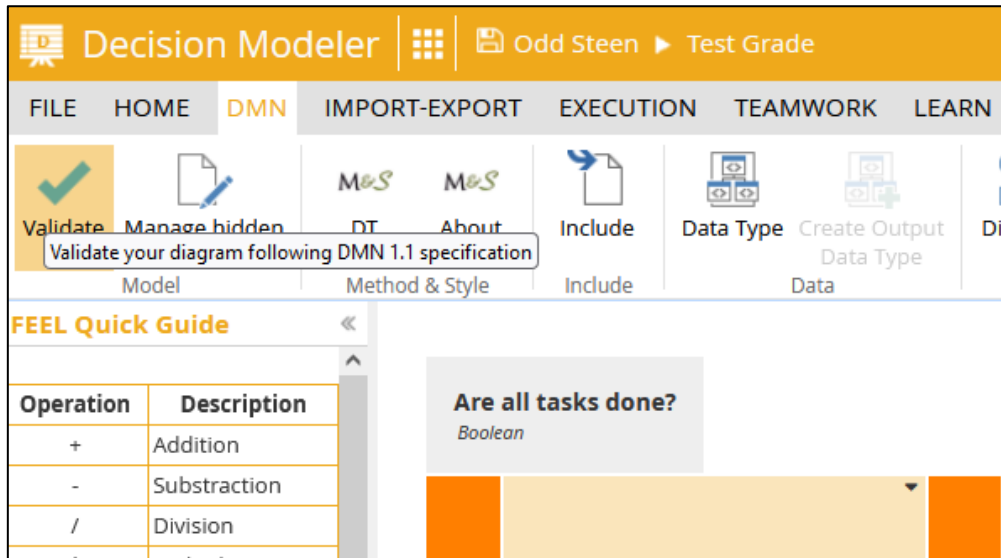 Decision Modeler Odd Steen ▶ Test Grade
FILE HOME DMN IMPORT-EXPORT EXECUTION TEAMWORK LEARN
M&S M&S
Validate Manage hidden DT About Include Data Type Create Output Data Type
Validate your diagram following DMN 1.1 specification
Model Method & Style Include Data
FEEL Quick Guide «
Operation Description
+ Addition
- Substraction
/ Division
Are all tasks done?
Boolean